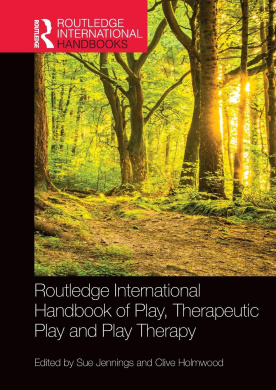 R
ROUTLEDGE
ROUTLEDGE
INTERNATIONAL
HANDBOOKS
Routledge International
Handbook of Play, Therapeutic
Play and Play Therapy
Edited by Sue Jennings and Clive Holmwood